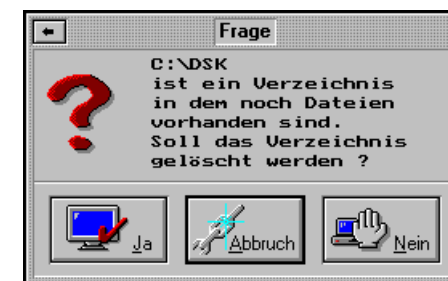 Frage
C:\DSK
ist ein Verzeichnis
in dem noch Dateien
vorhanden sind.
Soll das Verzeichnis
gelöscht werden ?
Ja
Abbruch
Nein